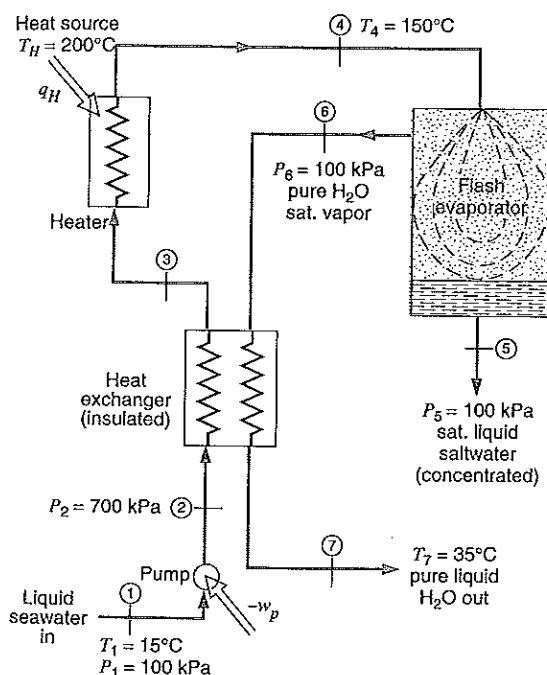 Heat source
T_H = 200°C
q_H
Heater
④ T_4 = 150°C
⑥
P_6 = 100 kPa
pure H_2O
sat. vapor
Flash
evaporator
③
Heat
exchanger
(insulated)
⑤
P_5 = 100 kPa
sat. liquid
saltwater
(concentrated)
P_2 = 700 kPa ②
⑦
T_7 = 35°C
pure liquid
H_2O out
Pump
−w_p
Liquid
seawater
in
①
T_1 = 15°C
P_1 = 100 kPa